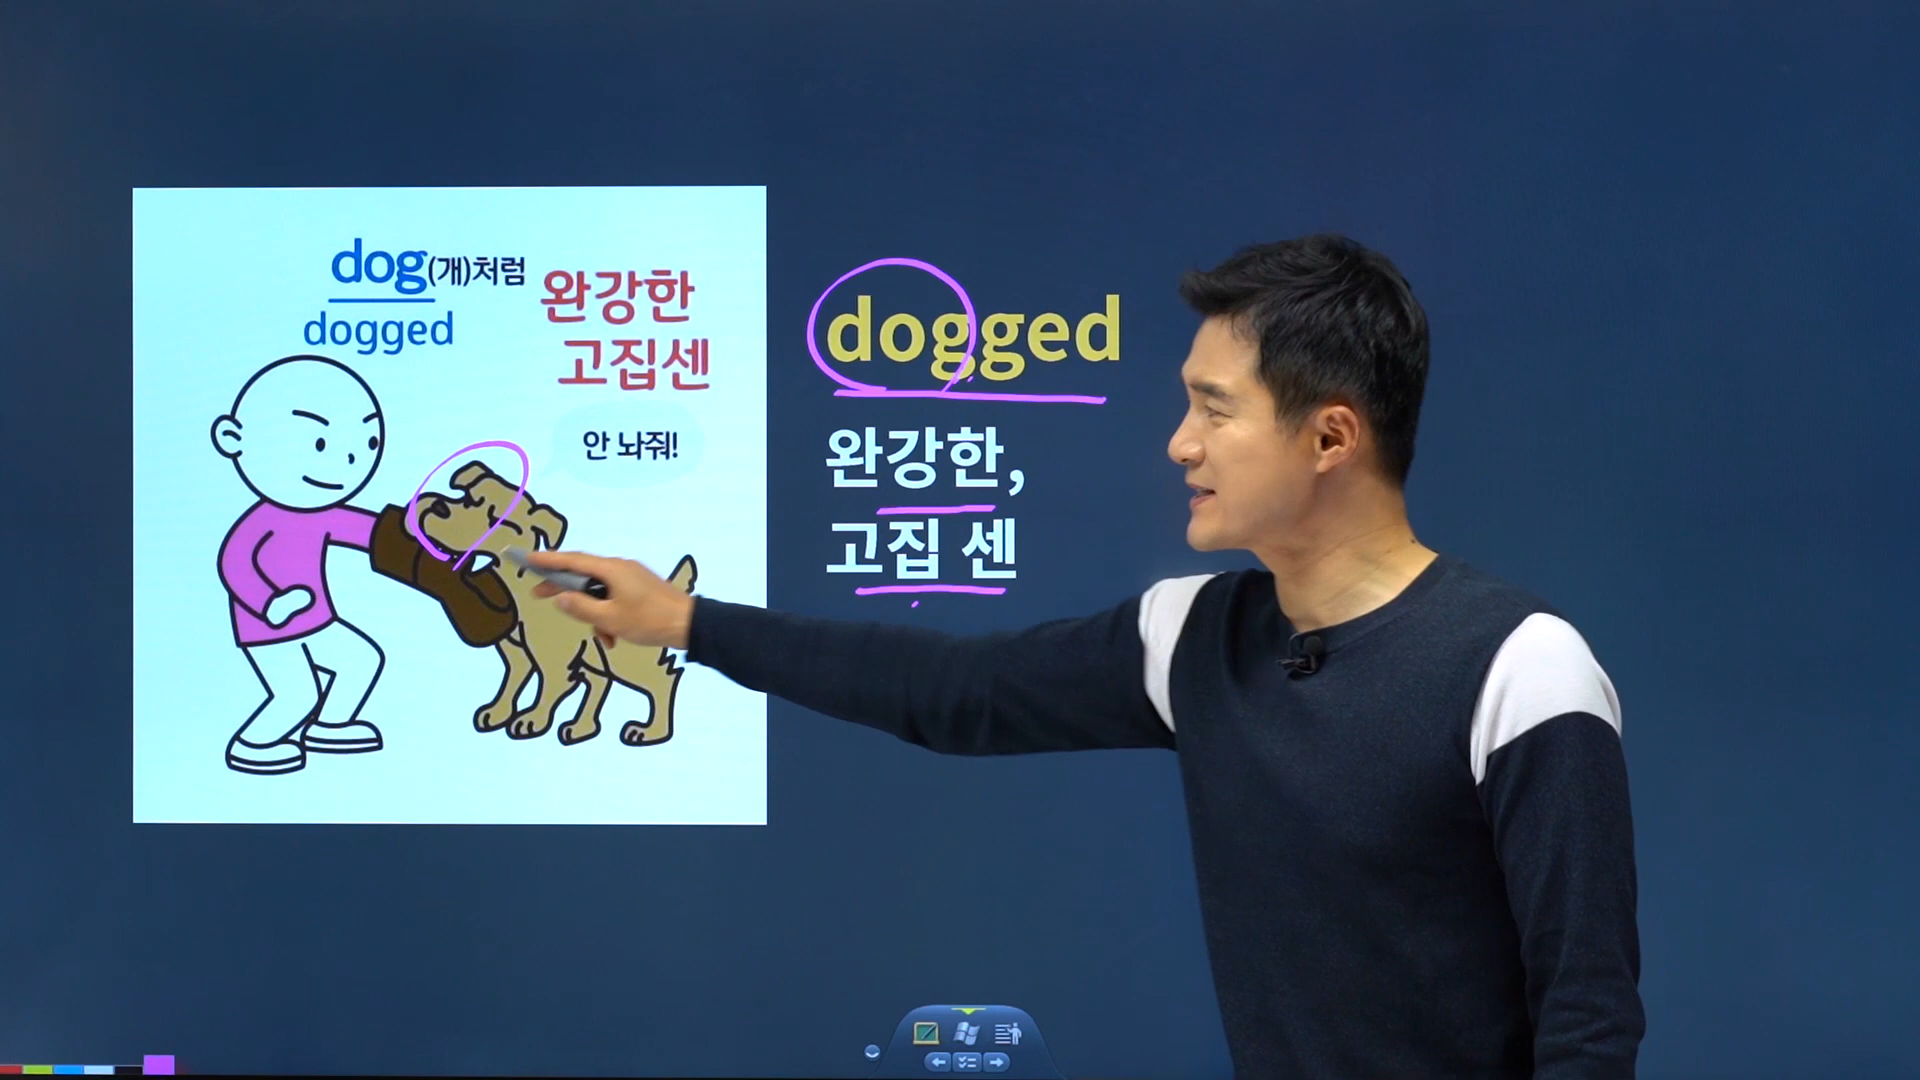 dog(개)처럼
dogged
완강한
고집센
안 놔줘!
dogged
완강한,
고집 센